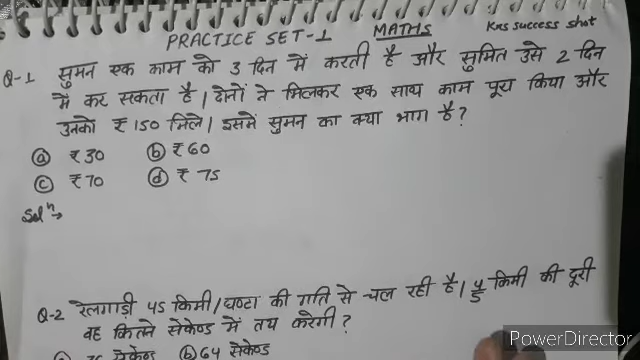 PRACTICE SET-1 MATHS KRS success shot
Q-1 सुमन एक काम को 3 दिन में करती है और सुमित उसे 2 दिन
में कर सकता है। दोनों ने मिलकर एक साथ काम पूरा किया और
उनको ₹ 150 मिले। इसमें सुमन का क्या भाग है?
(a) ₹ 30 (b) ₹ 60
(c) ₹ 70 (d) ₹ 75
Solⁿ→
Q-2 रेलगाड़ी 45 किमी/घण्टा की गति से चल रही है। 4/5 किमी की दूरी
वह कितने सेकेण्ड में तय करेगी?
सेकेण्ड (b) 64 सेकेण्ड
PowerDirector